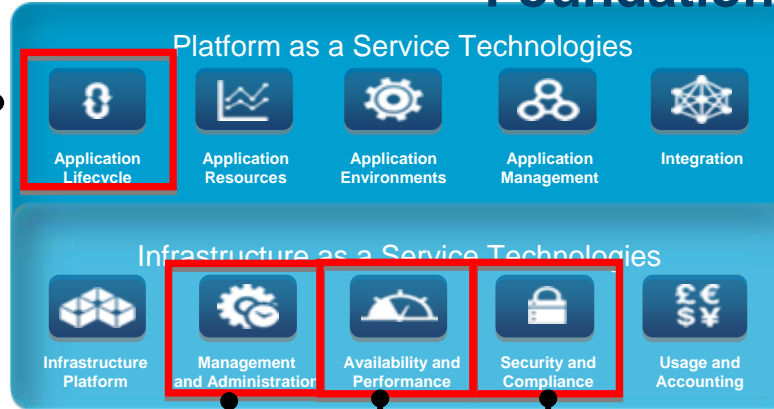 Foundation
Platform as a Service Technologies
Application
Lifecycle
Application
Resources
Application
Environments
Application
Management
Integration
Infrastructure as a Service Technologies
£ €
$ ¥
Infrastructure
Platform
Management
and Administration
Availability and
Performance
Security and
Compliance
Usage and
Accounting